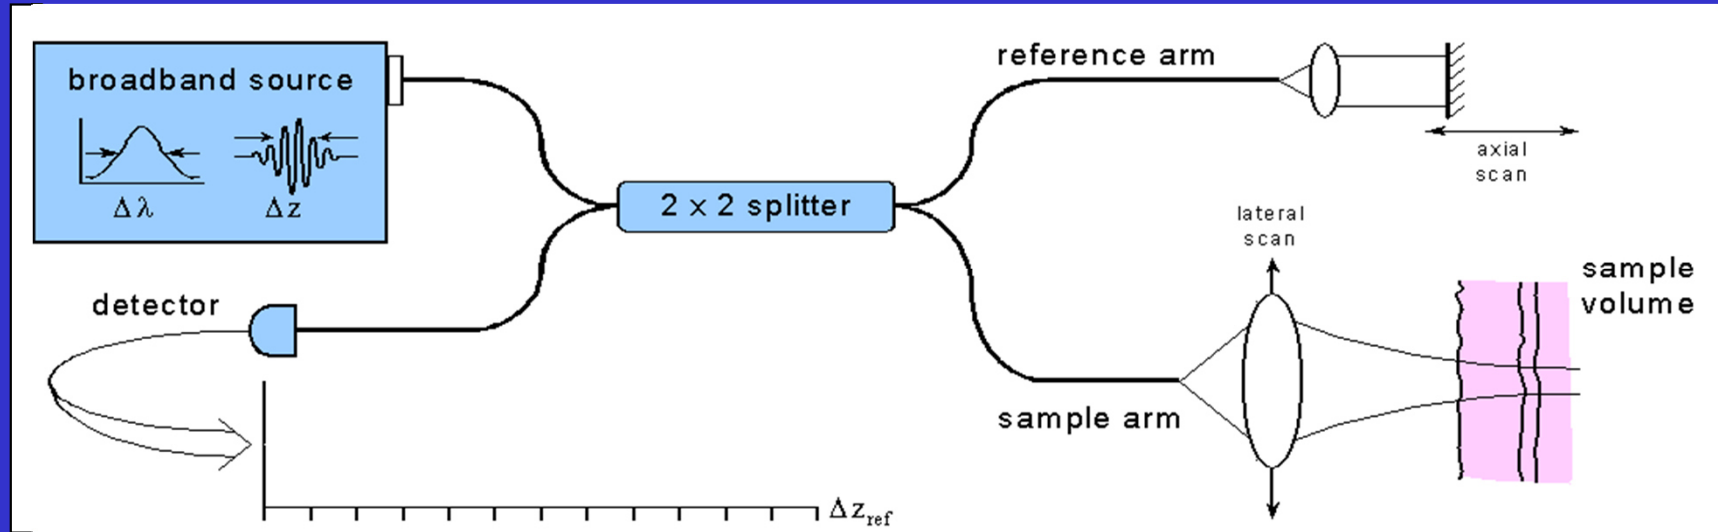 broadband source
Δλ
Δz
reference arm
axial
scan
2 x 2 splitter
lateral
scan
sample
volume
detector
sample arm
Δz_ref